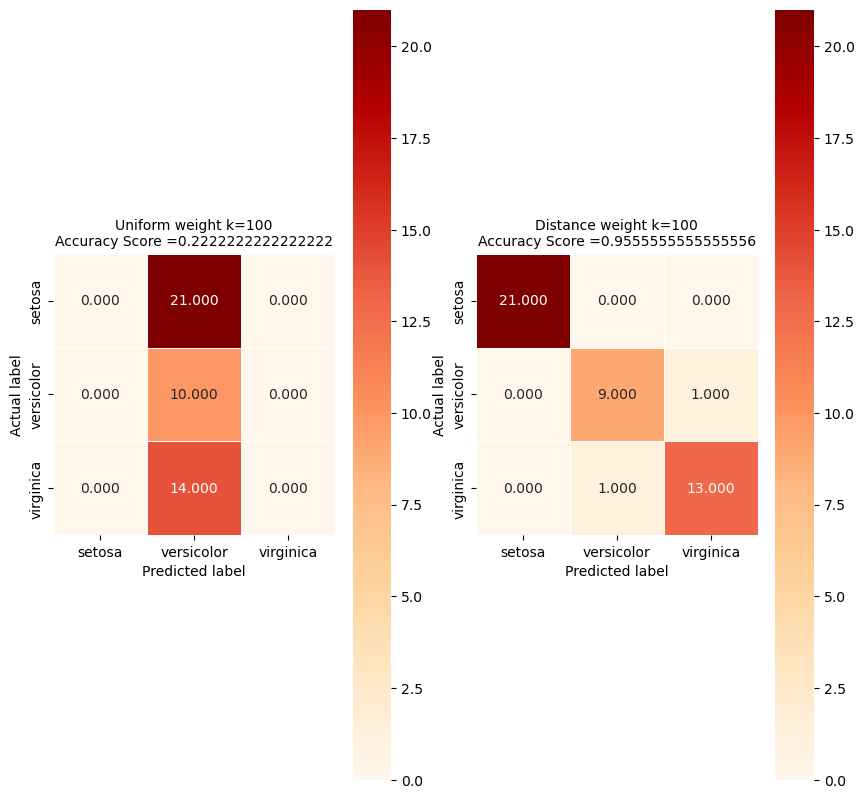 Uniform weight k=100
Accuracy Score =0.2222222222222222
Actual label
setosa
0.000 21.000 0.000
versicolor
0.000 10.000 0.000
virginica
0.000 14.000 0.000
setosa versicolor virginica
Predicted label
20.0
17.5
15.0
12.5
10.0
7.5
5.0
2.5
0.0
Distance weight k=100
Accuracy Score =0.9555555555555556
Actual label
setosa
21.000 0.000 0.000
versicolor
0.000 9.000 1.000
virginica
0.000 1.000 13.000
setosa versicolor virginica
Predicted label
20.0
17.5
15.0
12.5
10.0
7.5
5.0
2.5
0.0